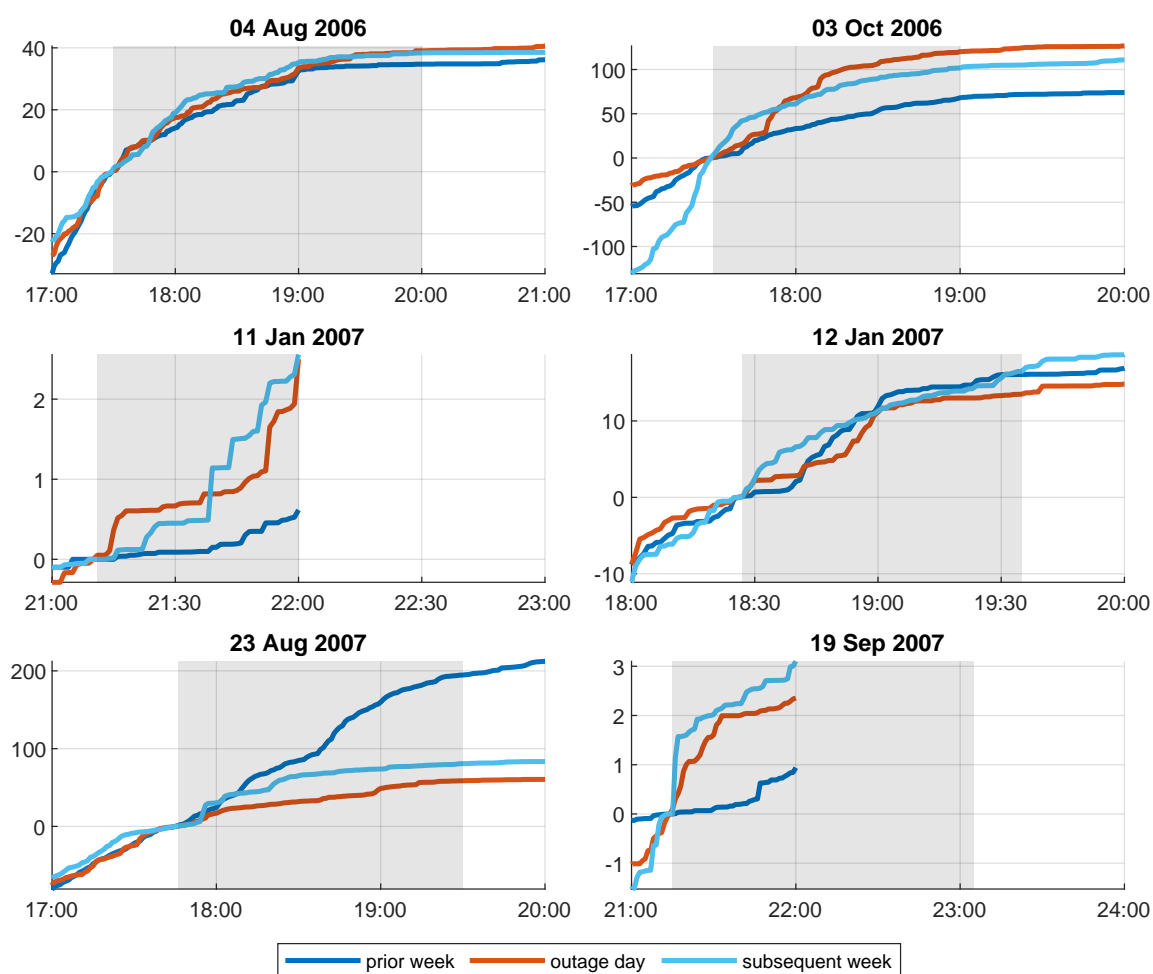 04 Aug 2006
40
20
0
-20
17:00 18:00 19:00 20:00 21:00
03 Oct 2006
100
50
0
-50
-100
17:00 18:00 19:00 20:00
11 Jan 2007
2
1
0
21:00 21:30 22:00 22:30 23:00
12 Jan 2007
10
0
-10
18:00 18:30 19:00 19:30 20:00
23 Aug 2007
200
100
0
17:00 18:00 19:00 20:00
19 Sep 2007
3
2
1
0
-1
21:00 22:00 23:00 24:00
prior week outage day subsequent week